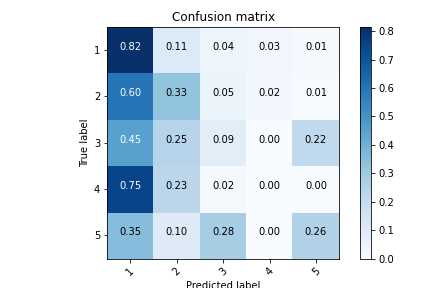 Confusion matrix
1 0.82 0.11 0.04 0.03 0.01
2 0.60 0.33 0.05 0.02 0.01
3 0.45 0.25 0.09 0.00 0.22
4 0.75 0.23 0.02 0.00 0.00
5 0.35 0.10 0.28 0.00 0.26
True label
1 2 3 4 5
Predicted label
0.8
0.7
0.6
0.5
0.4
0.3
0.2
0.1
0.0